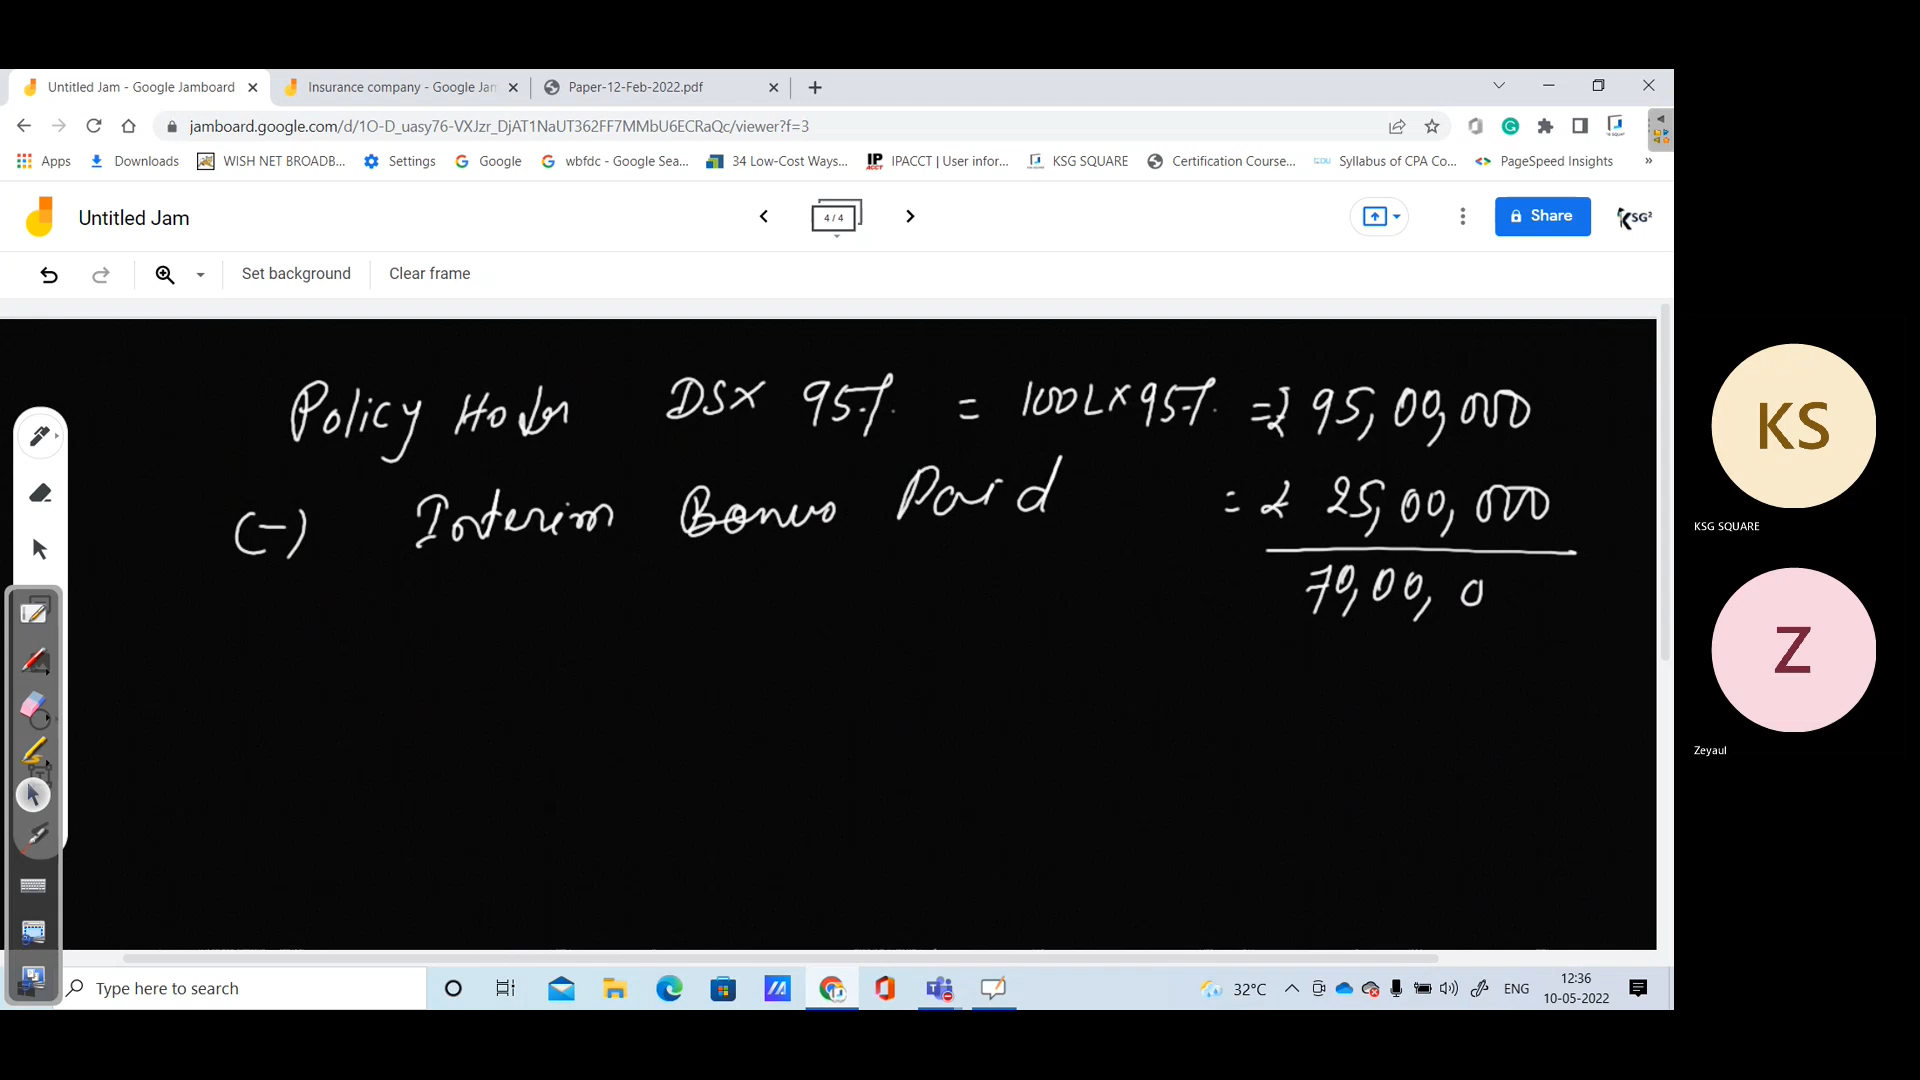 Untitled Jam - Google Jamboard
Insurance company - Google Jam
Paper-12-Feb-2022.pdf
jamboard.google.com/d/1O-D_uasy76-VXJzr_DjAT1NaUT362FF7MMbU6ECRaQc/viewer?f=3
Apps
Downloads
WISH NET BROADB...
Settings
Google
wbfdc - Google Sea...
34 Low-Cost Ways...
IP ACCT
IPACCT | User infor...
KSG SQUARE
Certification Course...
Syllabus of CPA Co...
PageSpeed Insights
»
Untitled Jam
4 / 4
Share
KSG²
Set background
Clear frame
Policy Holder DS× 95% = 100L×95% = ₹ 95,00,000
(-) Interim Bonus Paid = ₹ 25,00,000
70,00, 0
KS
KSG SQUARE
Z
Zeyaul
Type here to search
32°C
ENG
12:36
10-05-2022